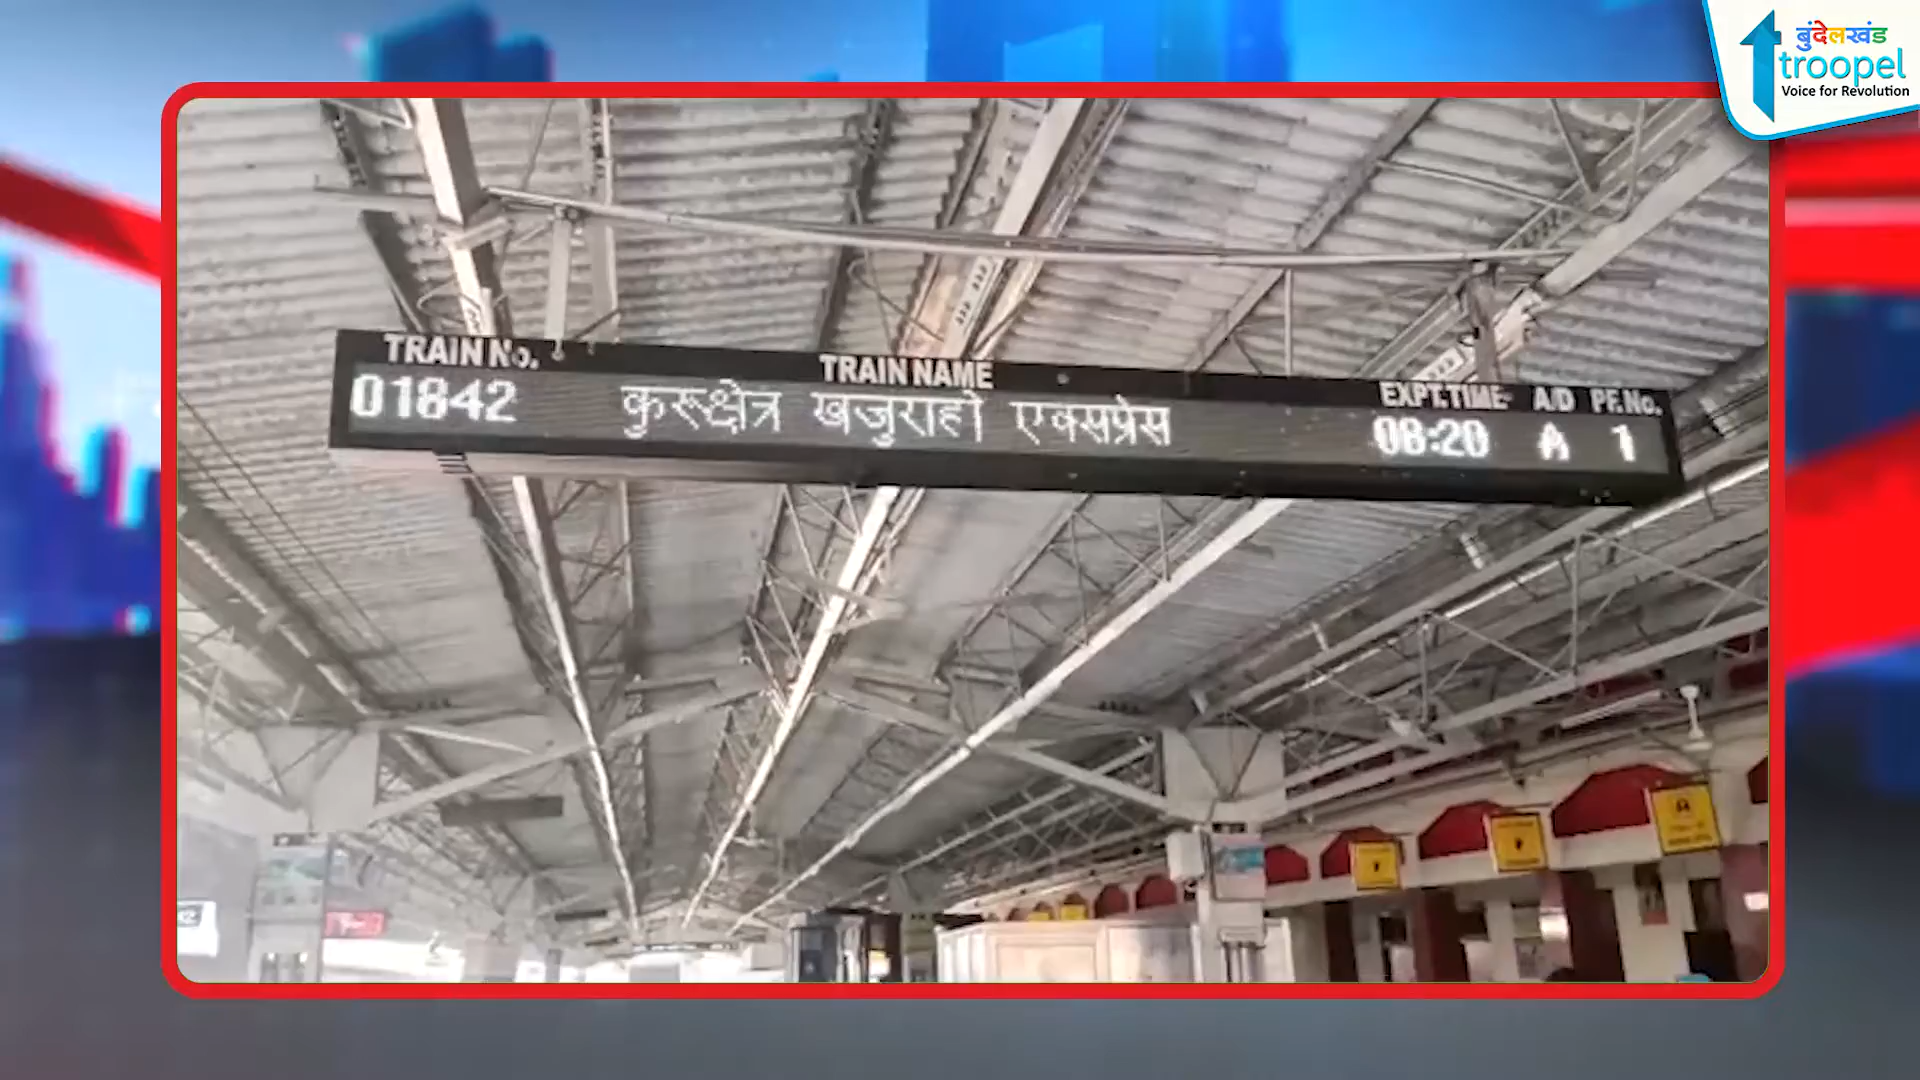 बुंदेलखंड
troopel
Voice for Revolution
TRAIN No. TRAIN NAME EXPT.TIME A/D PF.No.
01842 कुरूक्षेत्र खजुराहो एक्सप्रेस 08:20 A 1